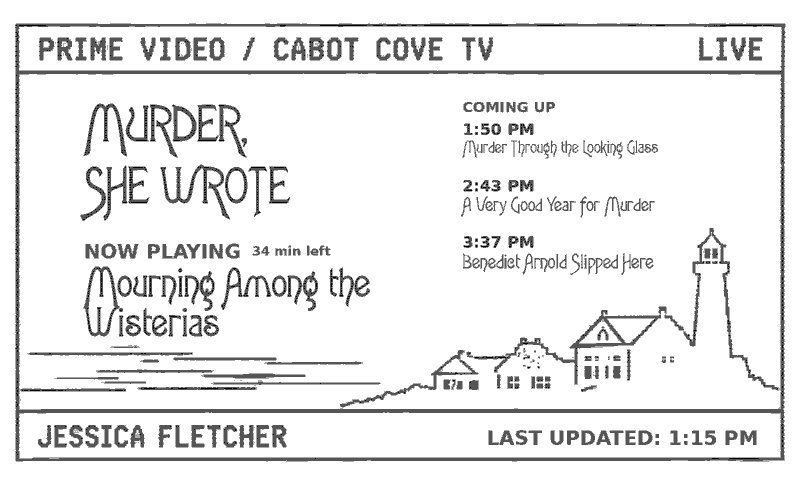 PRIME VIDEO / CABOT COVE TV
LIVE
MURDER,
SHE WROTE
NOW PLAYING 34 min left
Mourning Among the
Wisterias
COMING UP
1:50 PM
Murder Through the Looking Glass
2:43 PM
A Very Good Year for Murder
3:37 PM
Benedict Arnold Slipped Here
JESSICA FLETCHER
LAST UPDATED: 1:15 PM